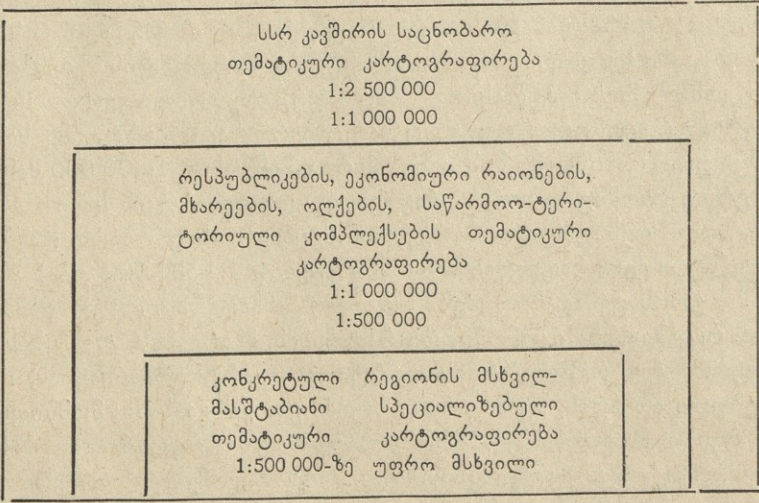 სსრ კავშირის საცნობარო
თემატიკური კარტოგრაფირება
1:2 500 000
1:1 000 000
რესპუბლიკების, ეკონომიური რაიონების,
მხარეების, ოლქების, საწარმოო-ტერი-
ტორიული კომპლექსების თემატიკური
კარტოგრაფირება
1:1 000 000
1:500 000
კონკრეტული რეგიონის მსხვილ-
მასშტაბიანი სპეციალიზებული
თემატიკური კარტოგრაფირება
1:500 000-ზე უფრო მსხვილი